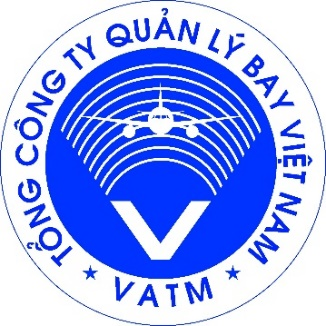 TỔNG CÔNG TY QUẢN LÝ BAY VIỆT NAM
V
★ VATM ★